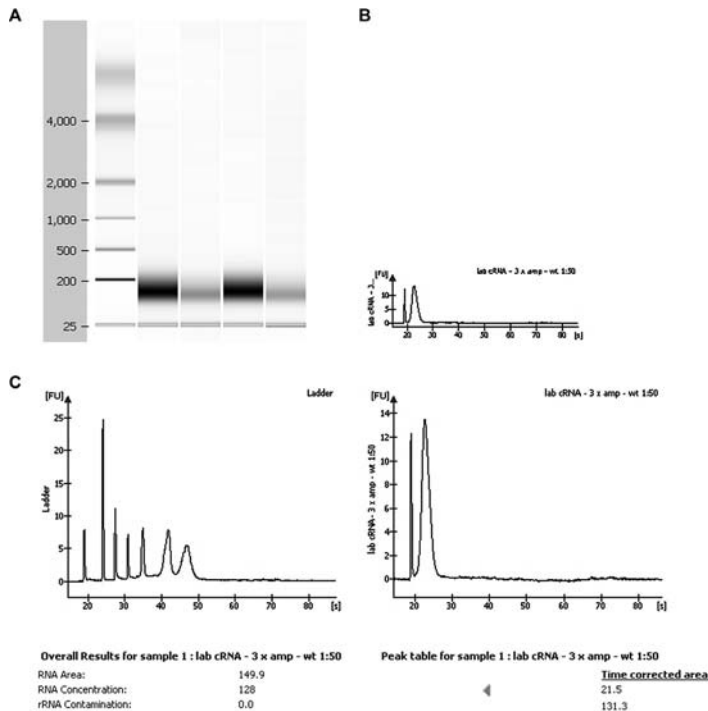 A
4,000
2,000
1,000
500
200
25
B
lab cRNA - 3 x amp - wt 1:50
[FU]
lab cRNA - 3...
10
5
0
20 30 40 50 60 70 80 [s]
C
[FU]
Ladder
25
20
15
10
5
0
Ladder
20 30 40 50 60 70 80 [s]
[FU]
lab cRNA - 3 x amp - wt 1:50
14
12
10
8
6
4
2
0
lab cRNA - 3 x amp - wt 1:50
20 30 40 50 60 70 80 [s]
Overall Results for sample 1 : lab cRNA - 3 x amp - wt 1:50
RNA Area: 149.9
RNA Concentration: 128
rRNA Contamination: 0.0
Peak table for sample 1 : lab cRNA - 3 x amp - wt 1:50
Time corrected area
21.5
131.3